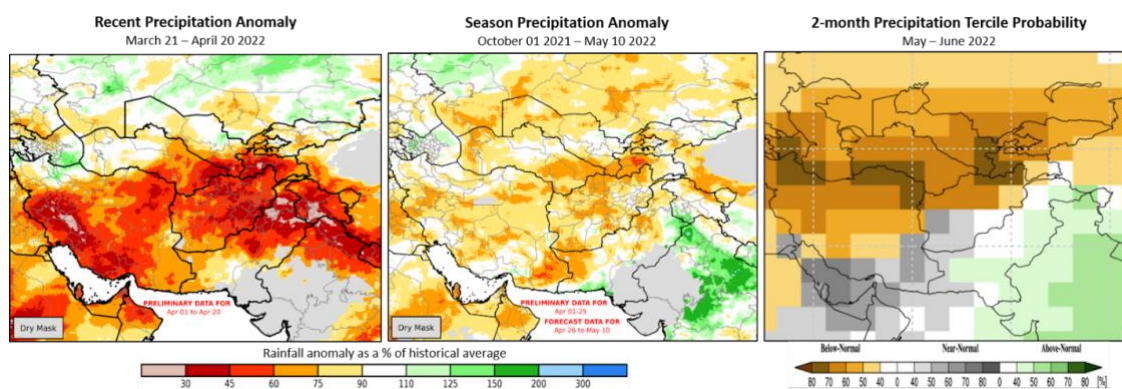 Recent Precipitation Anomaly
March 21 – April 20 2022
Season Precipitation Anomaly
October 01 2021 – May 10 2022
2-month Precipitation Tercile Probability
May – June 2022
PRELIMINARY DATA FOR
Apr 01 to Apr 20
Dry Mask
PRELIMINARY DATA FOR
Apr 01-25
FORECAST DATA FOR
Apr 26 to May 10
Dry Mask
Rainfall anomaly as a % of historical average
30 45 60 75 90 110 125 150 200 300
Below-Normal Near-Normal Above-Normal
80 70 60 50 40 0 40 50 0 40 50 60 70 80 [%]